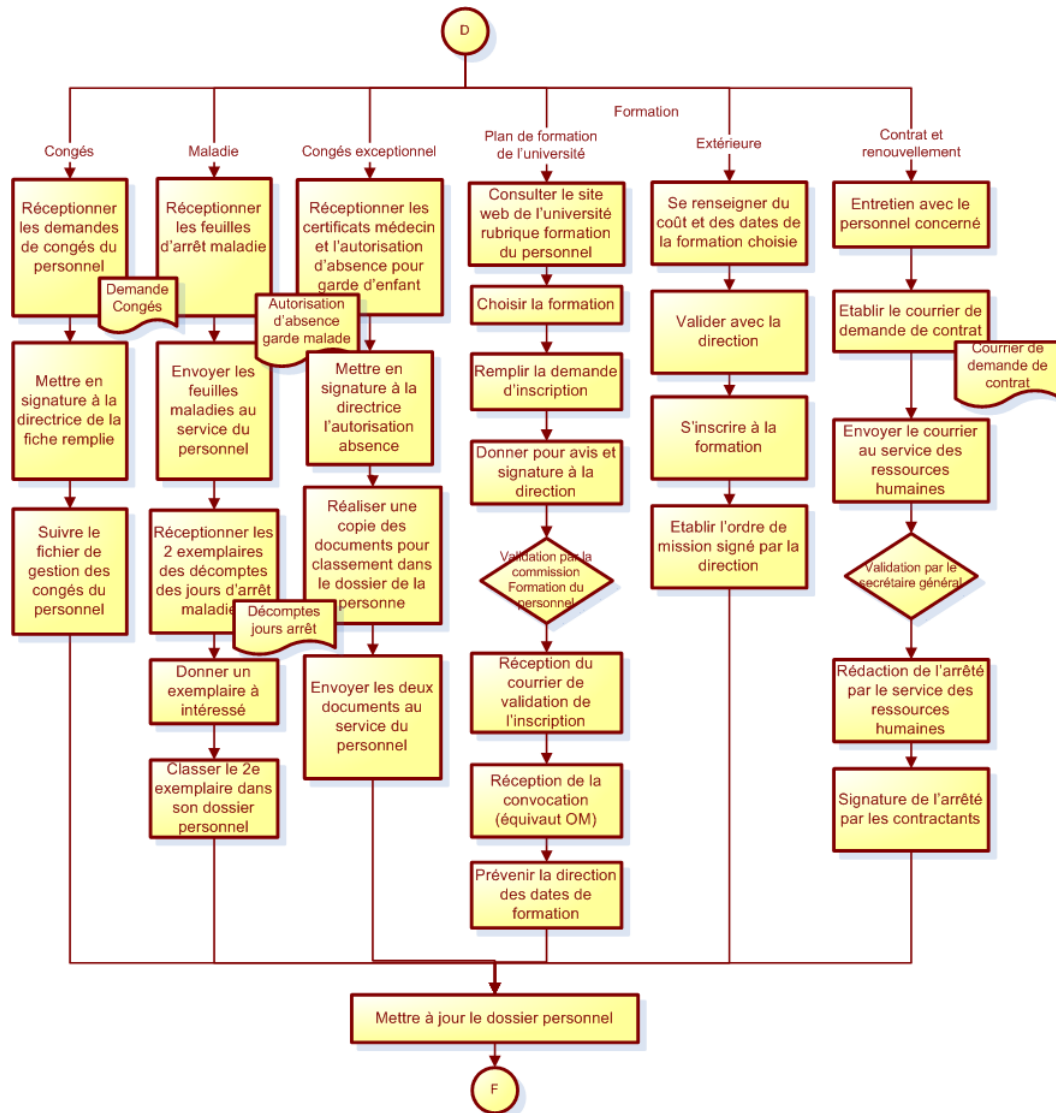 D
Formation
Congés
Réceptionner
les demandes
de congés du
personnel
Demande
Congés
Mettre en
signature à la
directrice de la
fiche remplie
Suivre le
fichier de
gestion des
congés du
personnel
Maladie
Réceptionner
les feuilles
d'arrêt maladie
Envoyer les
feuilles
maladies au
service du
personnel
Réceptionner les
2 exemplaires
des décomptes
des jours d'arrêt
maladie
Décomptes
jours arrêt
Donner un
exemplaire à
intéressé
Classer le 2e
exemplaire dans
son dossier
personnel
Congés exceptionnel
Réceptionner les
certificats médecin
et l'autorisation
d'absence pour
garde d'enfant
Autorisation
d'absence
garde malade
Mettre en
signature à la
directrice
l'autorisation
absence
Réaliser une
copie des
documents pour
classement dans
le dossier de la
personne
Envoyer les deux
documents au
service du
personnel
Plan de formation
de l'université
Consulter le site
web de l'université
rubrique formation
du personnel
Choisir la formation
Remplir la demande
d'inscription
Donner pour avis et
signature à la
direction
Validation par la
commission
Formation du
personnel
Réception du
courrier de
validation de
l'inscription
Réception de la
convocation
(équivaut OM)
Prévenir la direction
des dates de
formation
Extérieure
Se renseigner du
coût et des dates de
la formation choisie
Valider avec la
direction
S'inscrire à la
formation
Etablir l'ordre de
mission signé par la
direction
Contrat et
renouvellement
Entretien avec le
personnel concerné
Etablir le courrier de
demande de contrat
Courrier de
demande de
contrat
Envoyer le courrier
au service des
ressources
humaines
Validation par le
secrétaire général
Rédaction de l'arrêté
par le service des
ressources
humaines
Signature de l'arrêté
par les contractants
Mettre à jour le dossier personnel
F